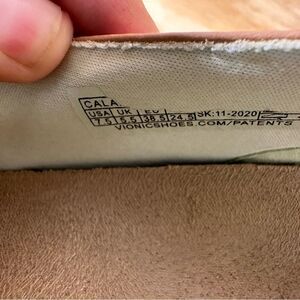 CALA
USA UK EU
7.5 5.5 38.5 24.5 SK:11-2020
VIONICSHOES.COM/PATENTS